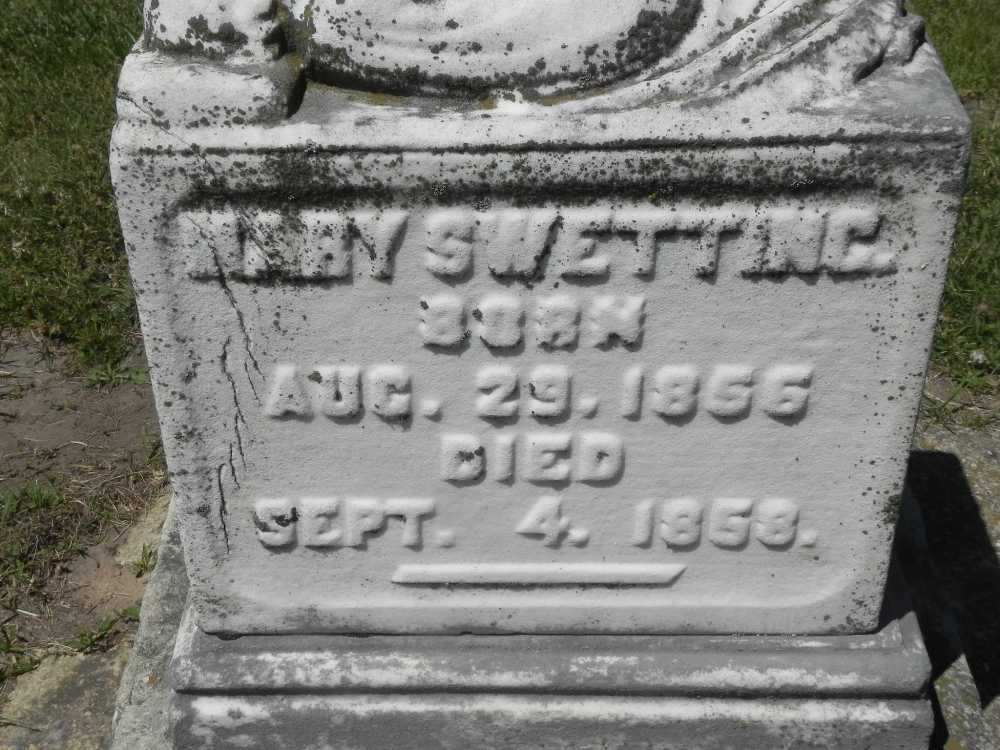 SWETTING.
BORN
AUG. 29. 1856
DIED
SEPT. 4. 1858.